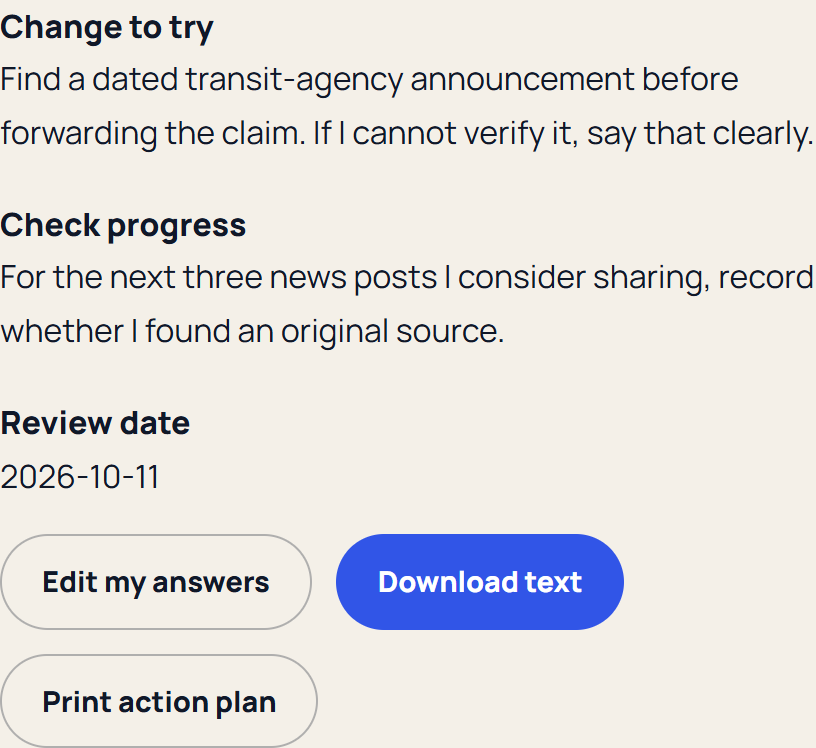 Change to try
Find a dated transit-agency announcement before
forwarding the claim. If I cannot verify it, say that clearly.
Check progress
For the next three news posts I consider sharing, record
whether I found an original source.
Review date
2026-10-11
Edit my answers
Download text
Print action plan